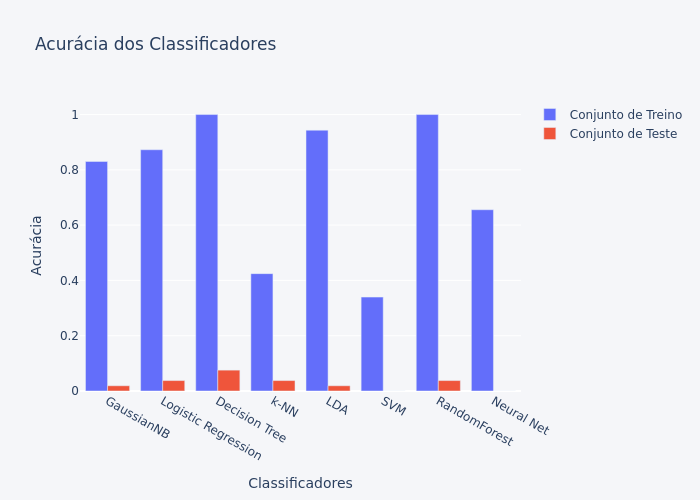 Acurácia dos Classificadores
Conjunto de Treino
Conjunto de Teste
Acurácia
1
0.8
0.6
0.4
0.2
0
GaussianNB
Logistic Regression
Decision Tree
k-NN
LDA
SVM
RandomForest
Neural Net
Classificadores